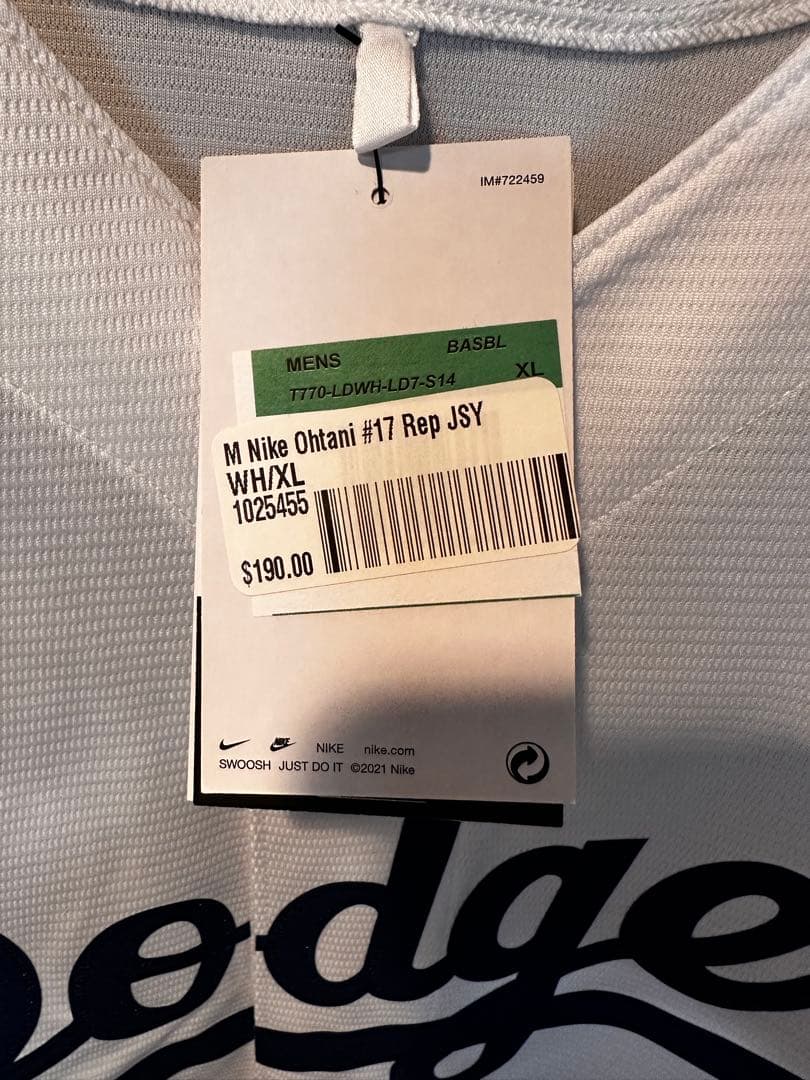 IM#722459
MENS BASBL
T770-LDWH-LD7-S14 XL
M Nike Ohtani #17 Rep JSY
WH/XL
1025455
$190.00
NIKE nike.com
SWOOSH JUST DO IT ©2021 Nike
odge